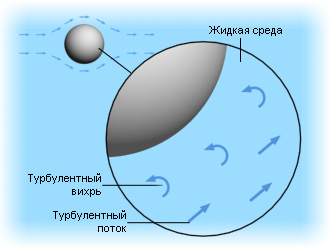 Жидкая среда
Турбулентный
вихрь
Турбулентный
поток